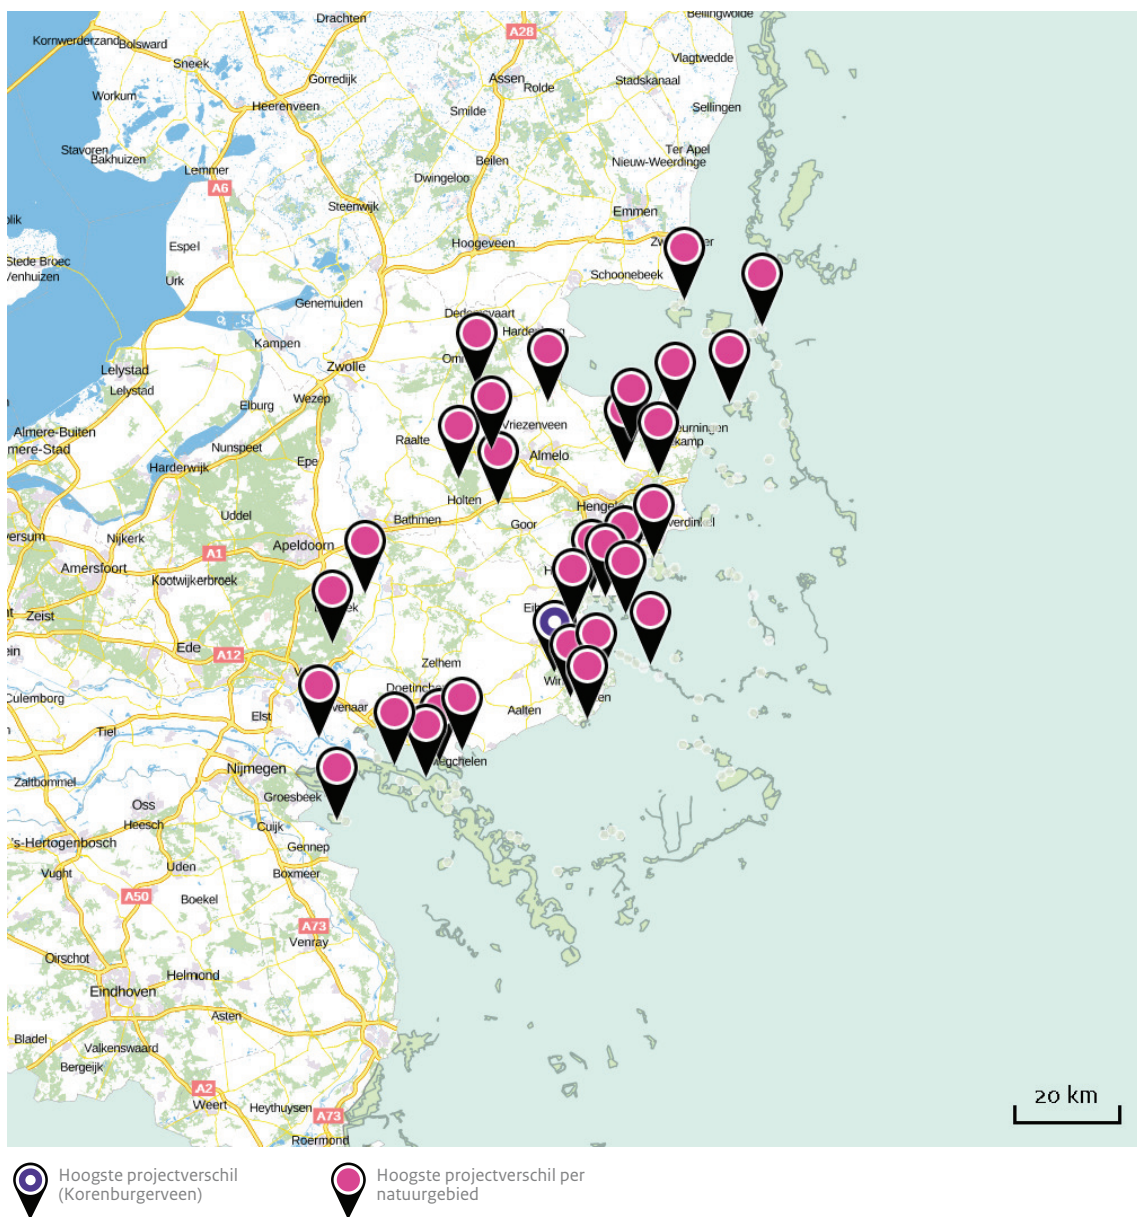 Bellingwolde
Drachten
A28
Kornwerderzand
Bolsward
Sneek
Vlagtwedde
Gorredijk
Assen
Rolde
Stadskanaal
Workum
Heerenveen
Smilde
Sellingen
Stavoren
Bakhuizen
Lemmer
Beilen
Ter Apel
Nieuw-Weerdinge
A6
Dwingeloo
Steenwijk
Emmen
Espel
Hoogeveen
Stede Broec
Venhuizen
Urk
Schoonebeek
Genemuiden
Kampen
Zwolle
Lelystad
Lelystad
Elburg
Wezep
Almere-Buiten
mere-Stad
Raalte
Vriezenveen
Nunspeet
Epe
Almelo
Harderwijk
Holten
Uddel
Bathmen
Goor
Nijkerk
Apeldoorn
A1
Amersfoort
Kootwijkerbroek
Zeist
Ede
A12
Zelhem
Culemborg
Elst
Aalten
Tiel
Nijmegen
Zaltbommel
Groesbeek
Oss
Heesch
Cuijk
's-Hertogenbosch
Gennep
Vught
Uden
Boxmeer
A50
Boekel
A73
Venray
Oirschot
Helmond
Eindhoven
Asten
Bladel
Valkenswaard
Bergeijk
A2
Weert
Heythuysen
A73
Roermond
20 km
Hoogste projectverschil
(Korenburgerveen)
Hoogste projectverschil per
natuurgebied